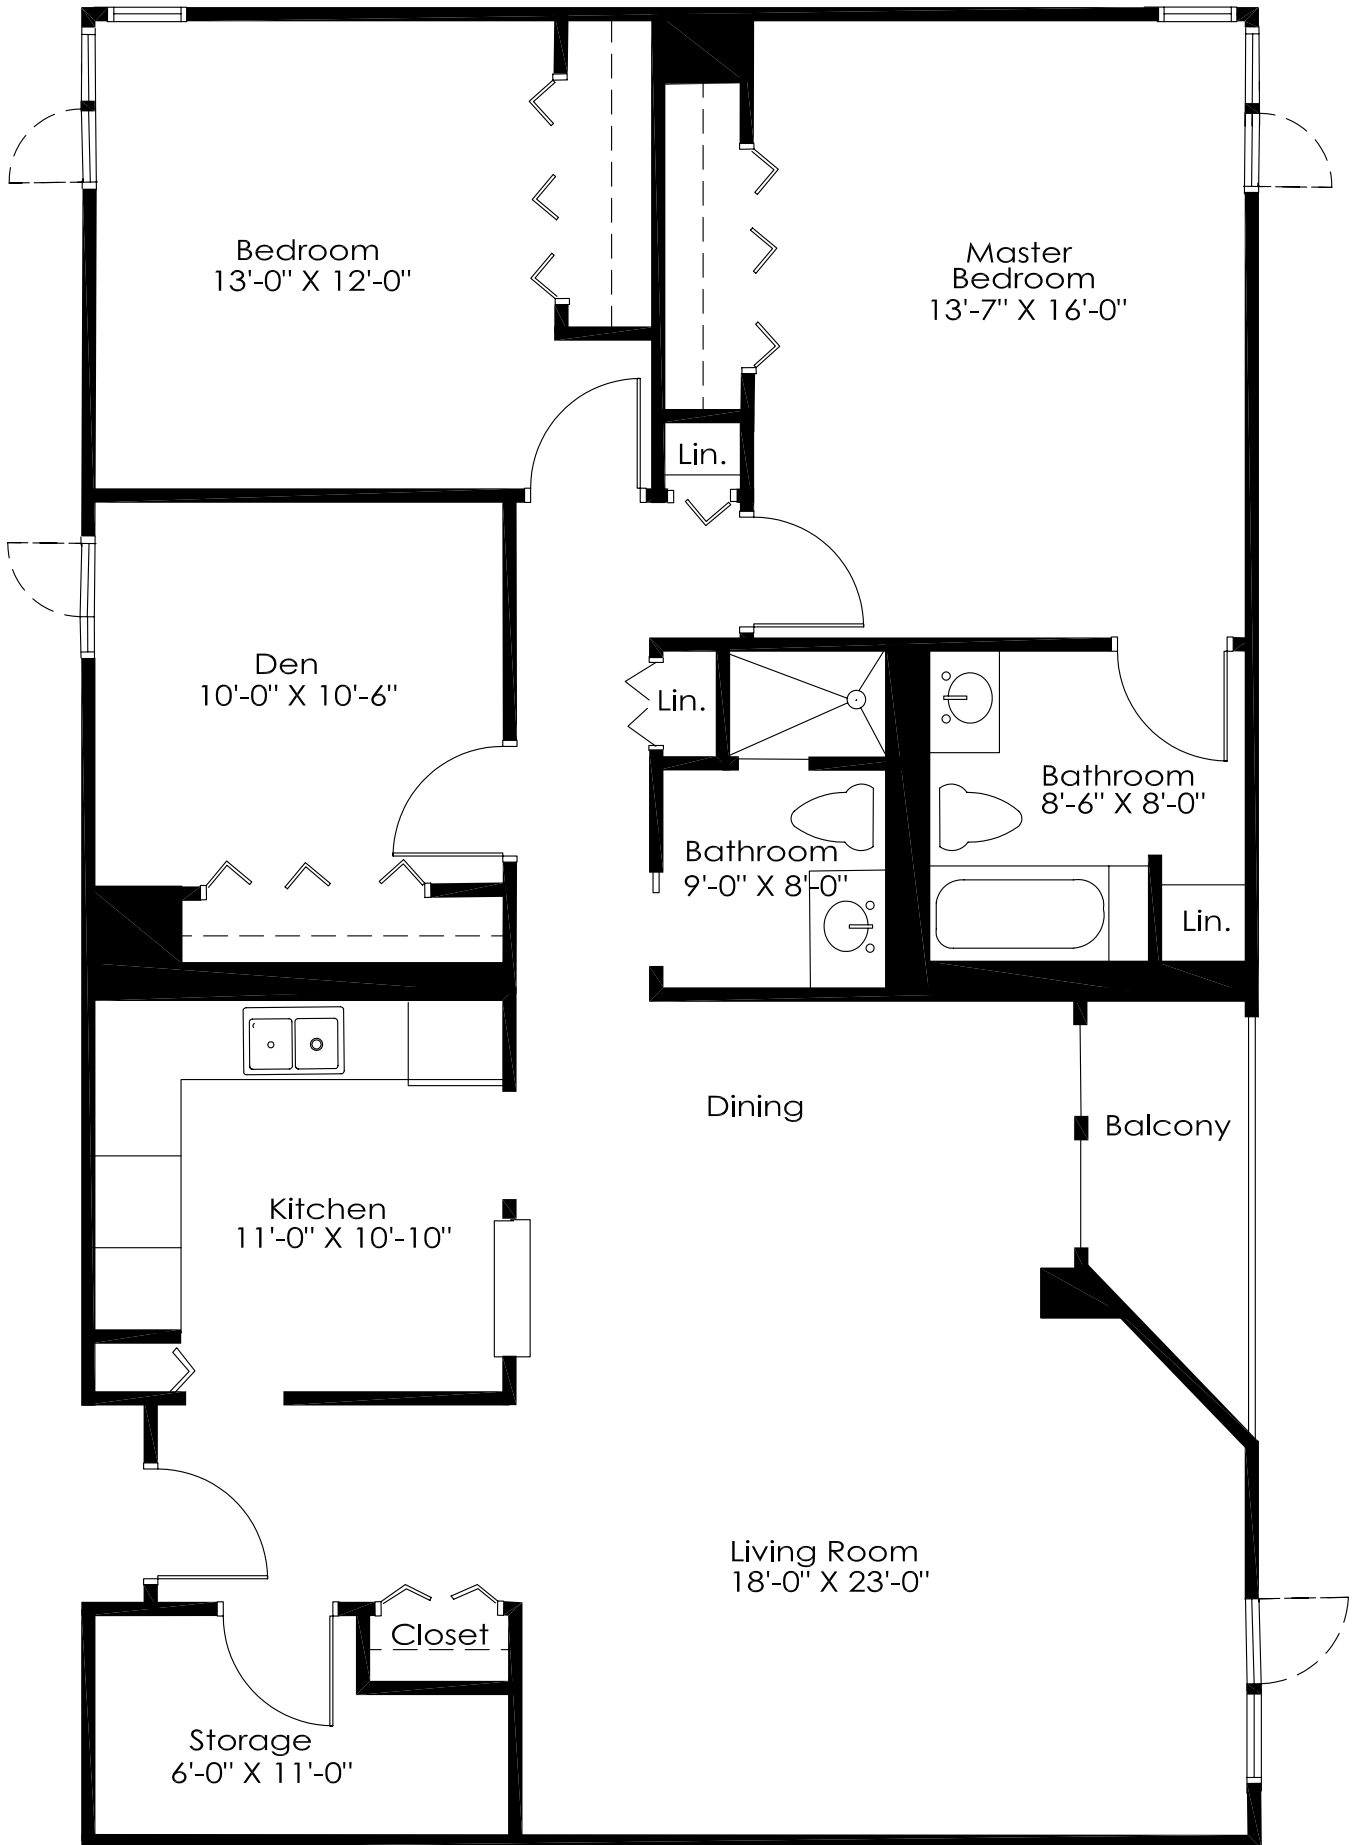 Bedroom
13'-0" X 12'-0"
Master
Bedroom
13'-7" X 16'-0"
Lin.
Den
10'-0" X 10'-6"
Lin.
Bathroom
8'-6" X 8'-0"
Bathroom
9'-0" X 8'-0"
Lin.
Dining
Balcony
Kitchen
11'-0" X 10'-10"
Living Room
18'-0" X 23'-0"
Closet
Storage
6'-0" X 11'-0"